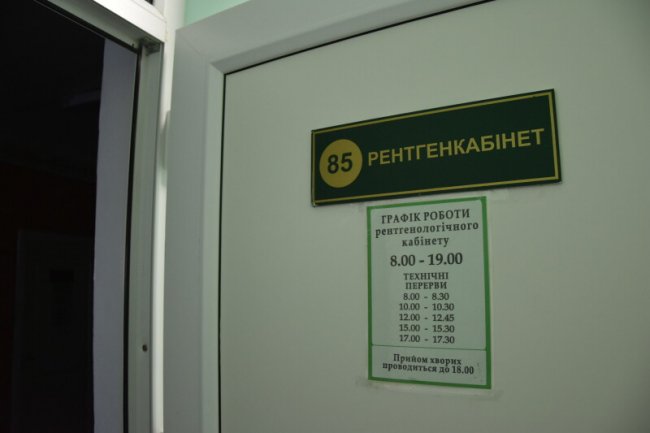 85 РЕНТГЕНКАБІНЕТ
ГРАФІК РОБОТИ
рентгенологічного
кабінету
8.00 - 19.00
ТЕХНІЧНІ
ПЕРЕРВИ
8.00 - 8.30
10.00 - 10.30
12.00 - 12.45
15.00 - 15.30
17.00 - 17.30
Прийом хворих
проводиться до 18.00